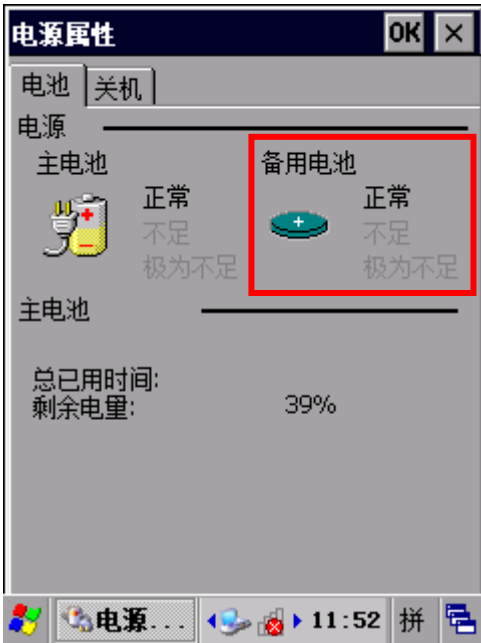 电源属性 OK ×
电池 关机
电源
主电池 备用电池
正常 正常
不足 不足
极为不足 极为不足
主电池
总已用时间:
剩余电量: 39%
电源... 11:52 拼